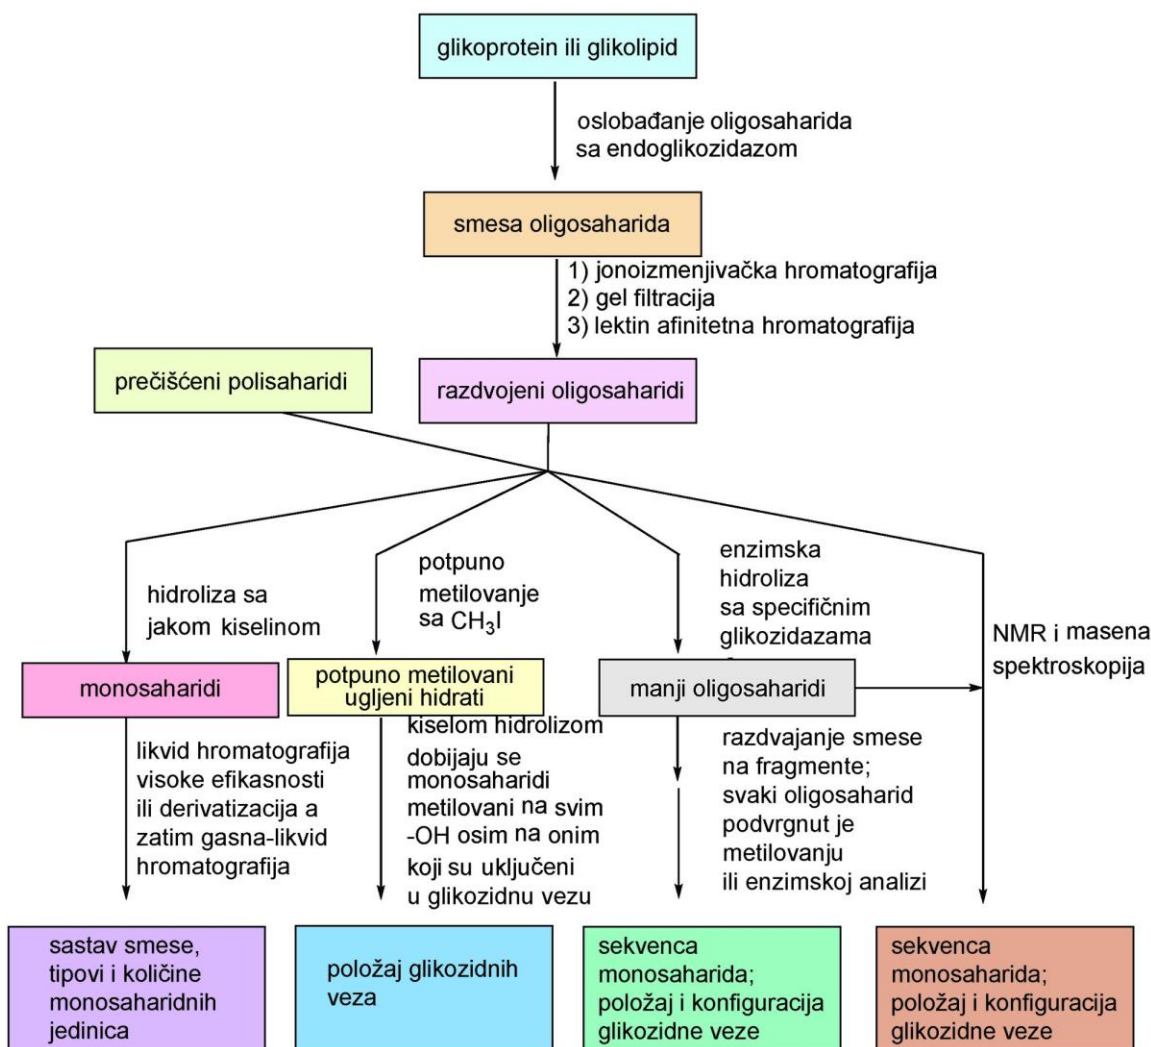 glikoprotein ili glikolipid
oslobađanje oligosaharida
sa endoglikozidazom
smesa oligosaharida
1) jonoizmenjivačka hromatografija
2) gel filtracija
3) lektin afinitetna hromatografija
prečišćeni polisaharidi
razdvojeni oligosaharidi
hidroliza sa
jakom kiselinom
potpuno
metilovanje
sa CH3I
enzimska
hidroliza
sa specifičnim
glikozidazama
NMR i masena
spektroskopija
monosaharidi
potpuno metilovani
ugljeni hidrati
manji oligosaharidi
likvid hromatografija
visoke efikasnosti
ili derivatizacija a
zatim gasna-likvid
hromatografija
kiselom hidrolizom
dobijaju se
monosaharidi
metilovani na svim
-OH osim na onim
koji su uključeni
u glikozidnu vezu
razdvajanje smese
na fragmente;
svaki oligosaharid
podvrgnut je
metilovanju
ili enzimskoj analizi
sastav smese,
tipovi i količine
monosaharidnih
jedinica
položaj glikozidnih
veza
sekvenca
monosaharida;
položaj i konfiguracija
glikozidne veze
sekvenca
monosaharida;
položaj i konfiguracija
glikozidne veze